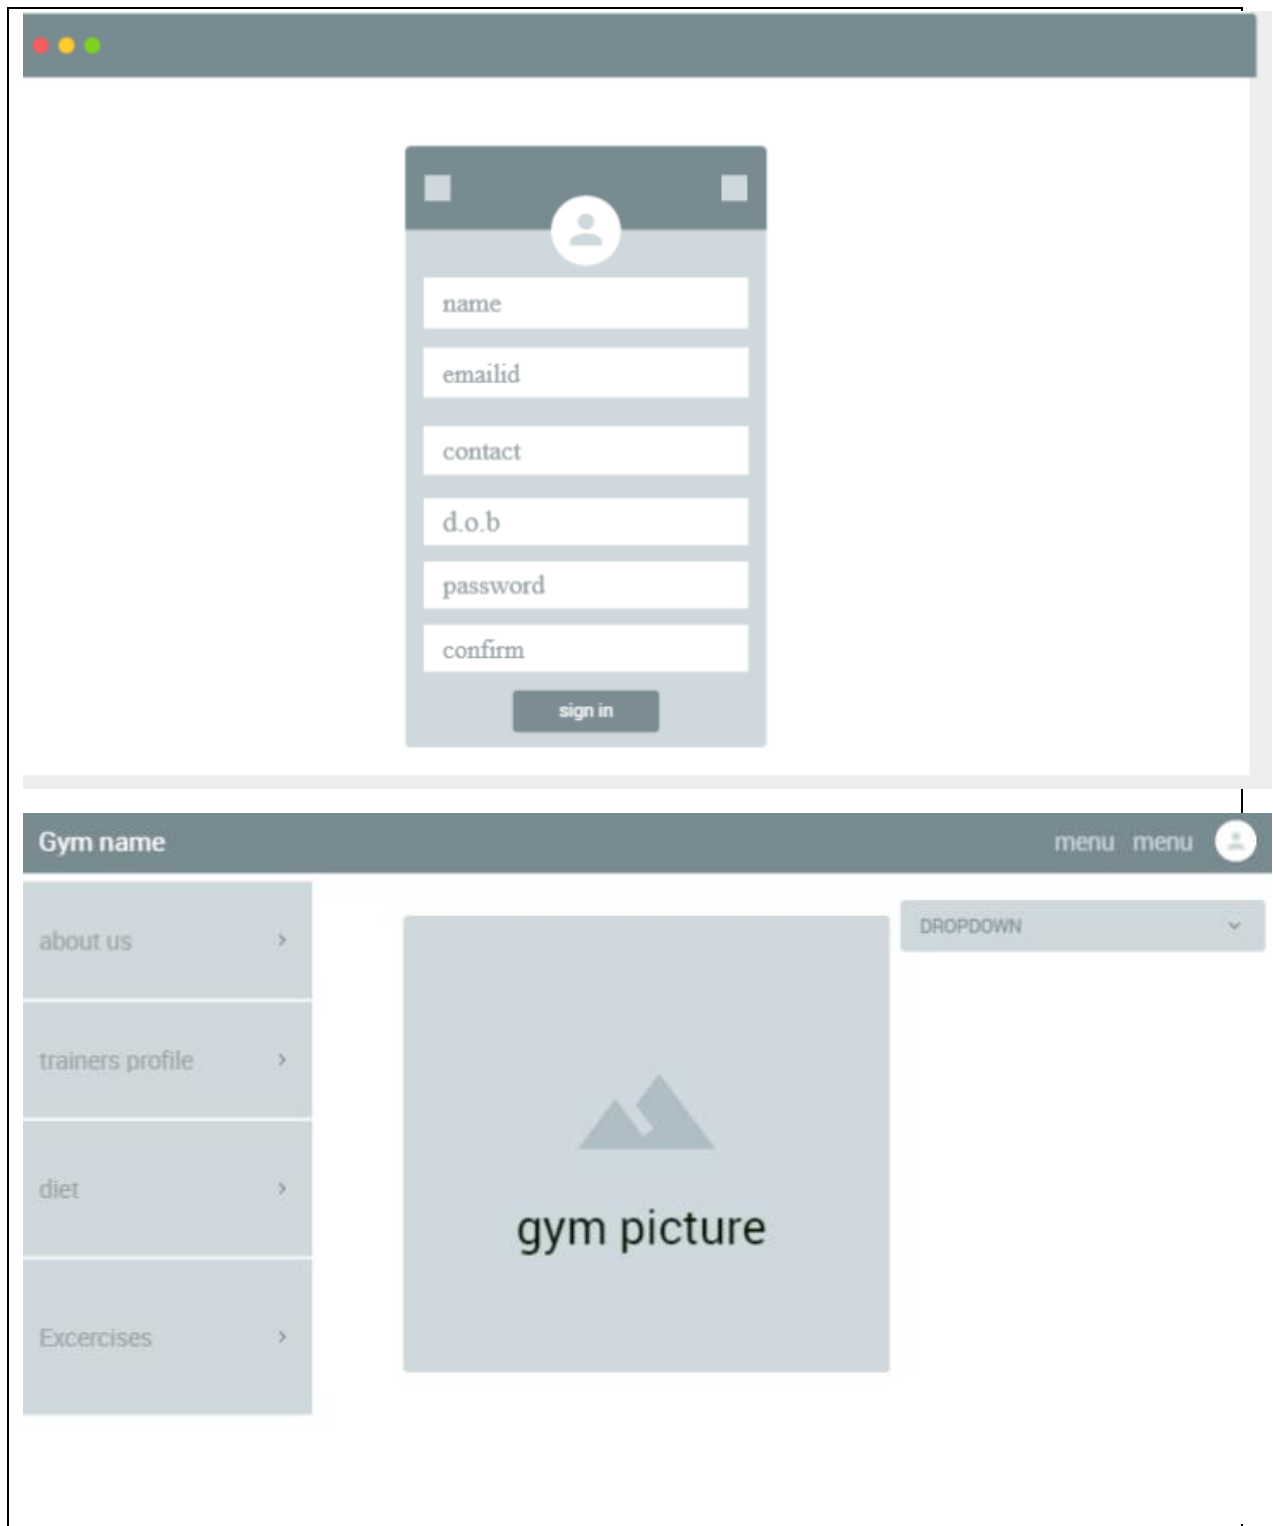 name
emailid
contact
d.o.b
password
confirm
sign in
Gym name menu menu
about us
DROPDOWN
trainers profile
diet
gym picture
Excercises